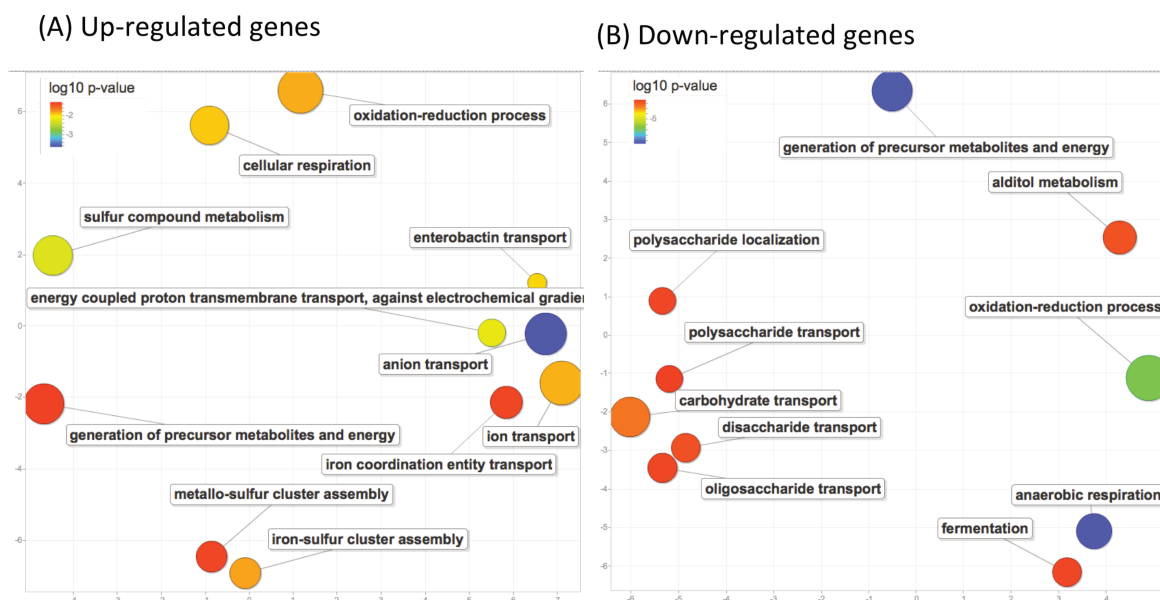 (A) Up-regulated genes
(B) Down-regulated genes
log10 p-value
-2
-3
6
4
2
0
-2
-4
-6
oxidation-reduction process
cellular respiration
sulfur compound metabolism
enterobactin transport
energy coupled proton transmembrane transport, against electrochemical gradie
anion transport
ion transport
generation of precursor metabolites and energy
iron coordination entity transport
metallo-sulfur cluster assembly
iron-sulfur cluster assembly
log10 p-value
-5
6
5
4
3
2
1
0
-1
-2
-3
-4
-5
-6
generation of precursor metabolites and energy
alditol metabolism
polysaccharide localization
oxidation-reduction process
polysaccharide transport
carbohydrate transport
disaccharide transport
oligosaccharide transport
anaerobic respiration
fermentation